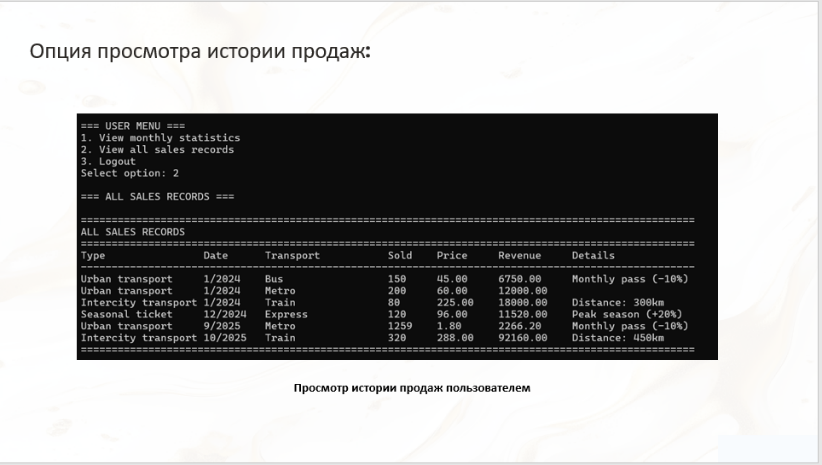 Опция просмотра истории продаж:
=== USER MENU ===
1. View monthly statistics
2. View all sales records
3. Logout
Select option: 2
=== ALL SALES RECORDS ===
====================================================================================================
ALL SALES RECORDS
====================================================================================================
Type Date Transport Sold Price Revenue Details
----------------------------------------------------------------------------------------------------
Urban transport 1/2024 Bus 150 45.00 6750.00 Monthly pass (-10%)
Urban transport 1/2024 Metro 200 60.00 12000.00
Intercity transport 1/2024 Train 80 225.00 18000.00 Distance: 300km
Seasonal ticket 12/2024 Express 120 96.00 11520.00 Peak season (+20%)
Urban transport 9/2025 Metro 1259 1.80 2266.20 Monthly pass (-10%)
Intercity transport 10/2025 Train 320 288.00 92160.00 Distance: 450km
====================================================================================================
Просмотр истории продаж пользователем